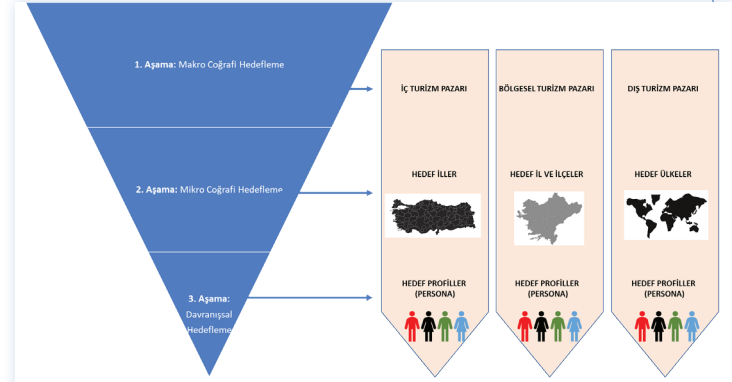 1. Aşama: Makro Coğrafi Hedefleme
İÇ TURİZM PAZARI
BÖLGESEL TURİZM PAZARI
DIŞ TURİZM PAZARI
2. Aşama: Mikro Coğrafi Hedefleme
HEDEF İLLER
HEDEF İL VE İLÇELER
HEDEF ÜLKELER
3. Aşama:
Davranışsal
Hedefleme
HEDEF PROFİLLER
(PERSONA)
HEDEF PROFİLLER
(PERSONA)
HEDEF PROFİLLER
(PERSONA)